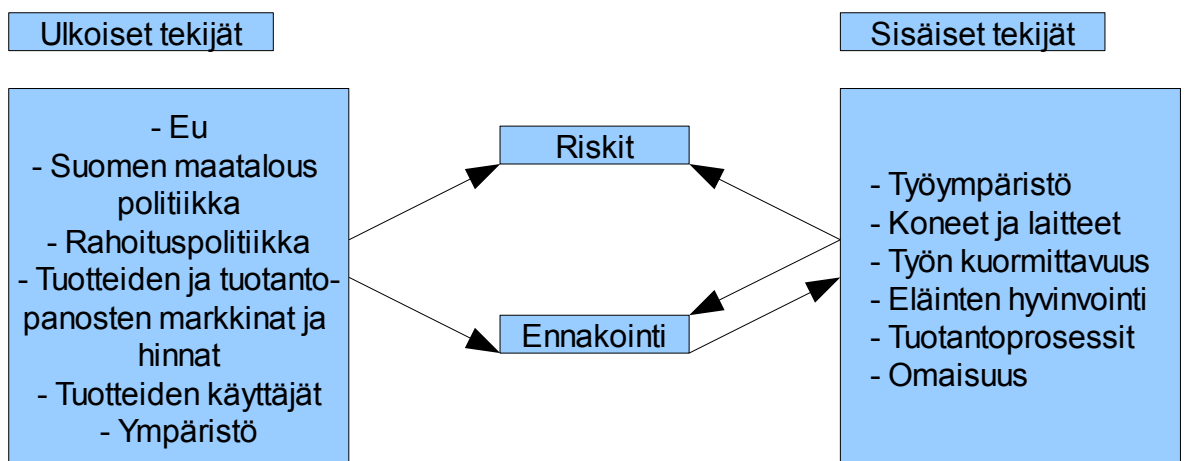 Ulkoiset tekijät
Sisäiset tekijät
- Eu
- Suomen maatalous
politiikka
- Rahoituspolitiikka
- Tuotteiden ja tuotanto-
panosten markkinat ja
hinnat
- Tuotteiden käyttäjät
- Ympäristö
Riskit
Ennakointi
- Työympäristö
- Koneet ja laitteet
- Työn kuormittavuus
- Eläinten hyvinvointi
- Tuotantoprosessit
- Omaisuus